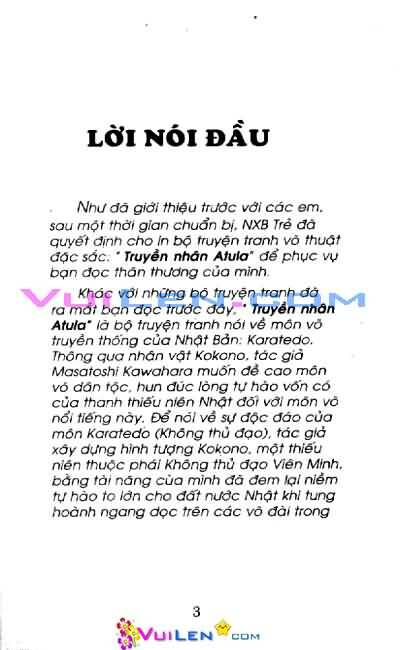 LỜI NÓI ĐẦU
Như đã giới thiệu trước với các em,
sau một thời gian chuẩn bị, NXB Trẻ đã
quyết định cho in bộ truyện tranh võ thuật
đặc sắc: " Truyền nhân Atula" để phục vụ
bạn đọc thân thương của mình.
Khác với những bộ truyện tranh đã
ra mắt bạn đọc trước đây, " Truyền nhân
Atula" là bộ truyện tranh nói về môn võ
truyền thống của Nhật Bản: Karatedo.
Thông qua nhân vật Kokono, tác giả
Masatoshi Kawahara muốn đề cao môn
võ dân tộc, hun đúc lòng tự hào vốn có
của thanh thiếu niên Nhật đối với môn võ
nổi tiếng này. Để nói về sự độc đáo của
môn Karatedo (Không thủ đạo), tác giả
xây dựng hình tượng Kokono, một thiếu
niên thuộc phái Không thủ đạo Viên Minh,
bằng tài năng của mình đã đem lại niềm
tự hào to lớn cho đất nước Nhật khi tung
hoành ngang dọc trên các võ đài trong
3
VuiLen.com
VuiLen.com